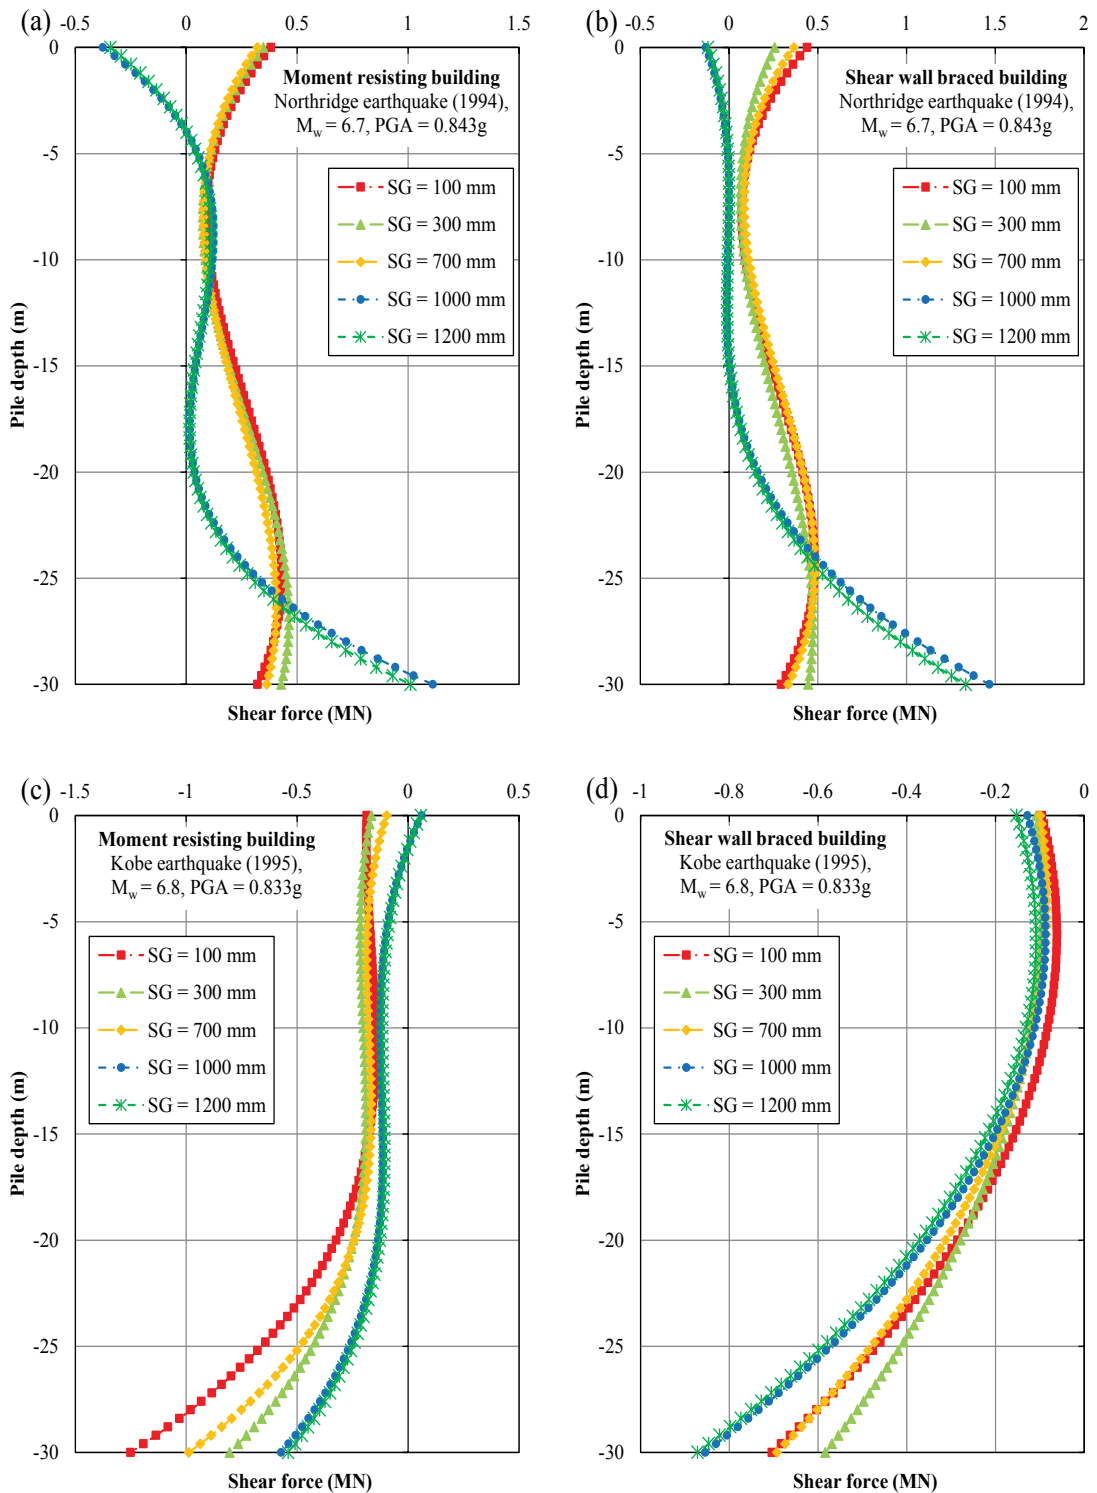 (a)
-0.5 0 0.5 1 1.5
0
-5
-10
-15
-20
-25
-30
Pile depth (m)
Moment resisting building
Northridge earthquake (1994),
Mw = 6.7, PGA = 0.843g
SG = 100 mm
SG = 300 mm
SG = 700 mm
SG = 1000 mm
SG = 1200 mm
Shear force (MN)
(b)
-0.5 0 0.5 1 1.5 2
0
-5
-10
-15
-20
-25
-30
Pile depth (m)
Shear wall braced building
Northridge earthquake (1994),
Mw = 6.7, PGA = 0.843g
SG = 100 mm
SG = 300 mm
SG = 700 mm
SG = 1000 mm
SG = 1200 mm
Shear force (MN)
(c)
-1.5 -1 -0.5 0 0.5
0
-5
-10
-15
-20
-25
-30
Pile depth (m)
Moment resisting building
Kobe earthquake (1995),
Mw = 6.8, PGA = 0.833g
SG = 100 mm
SG = 300 mm
SG = 700 mm
SG = 1000 mm
SG = 1200 mm
Shear force (MN)
(d)
-1 -0.8 -0.6 -0.4 -0.2 0
0
-5
-10
-15
-20
-25
-30
Pile depth (m)
Shear wall braced building
Kobe earthquake (1995),
Mw = 6.8, PGA = 0.833g
SG = 100 mm
SG = 300 mm
SG = 700 mm
SG = 1000 mm
SG = 1200 mm
Shear force (MN)